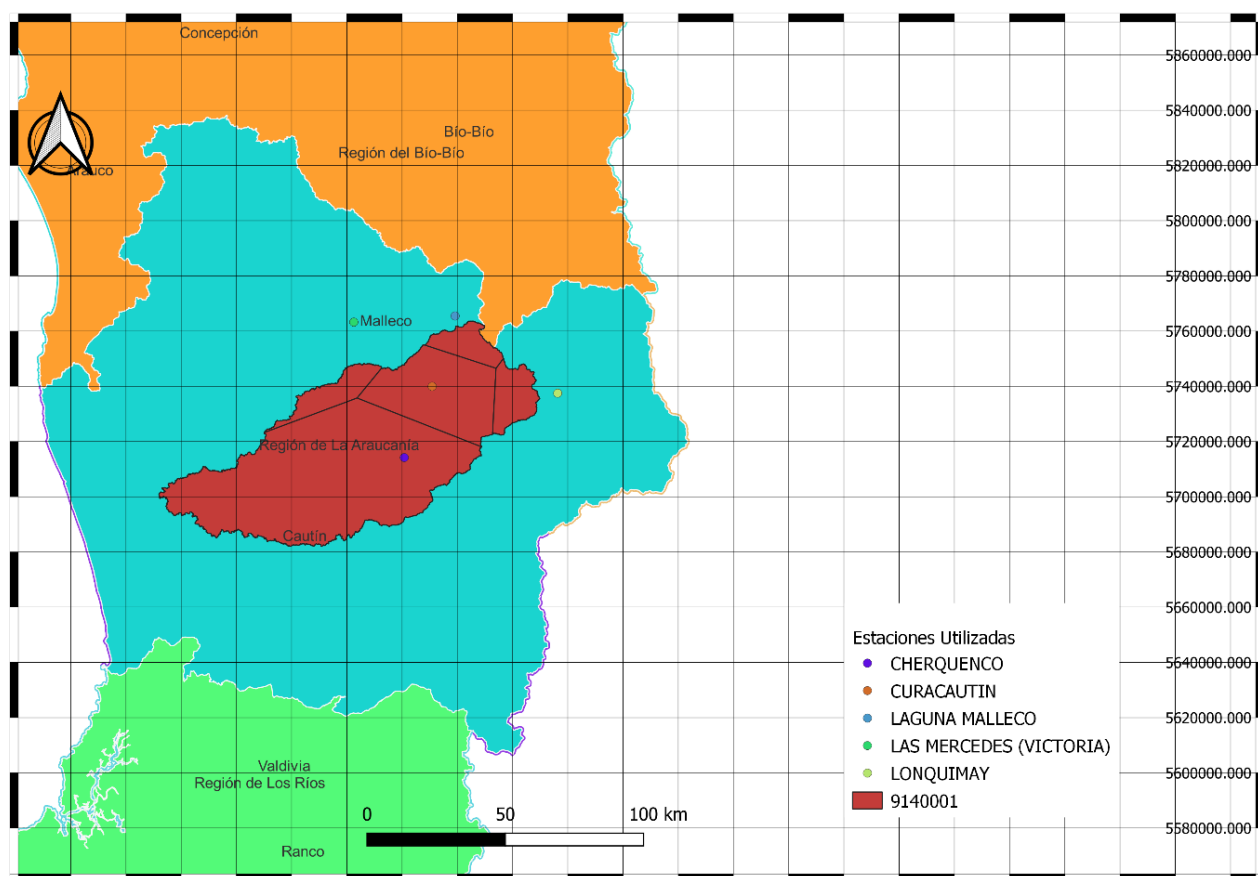 Concepción
5860000.000
5840000.000
Bío-Bío
Región del Bío-Bío
5820000.000
Arauco
5800000.000
5780000.000
Malleco
5760000.000
5740000.000
Región de La Araucanía
5720000.000
5700000.000
Cautín
5680000.000
5660000.000
Estaciones Utilizadas
CHERQUENCO
5640000.000
CURACAUTIN
LAGUNA MALLECO
5620000.000
LAS MERCEDES (VICTORIA)
LONQUIMAY
5600000.000
9140001
Valdivia
Región de Los Ríos
0 50 100 km
5580000.000
Ranco